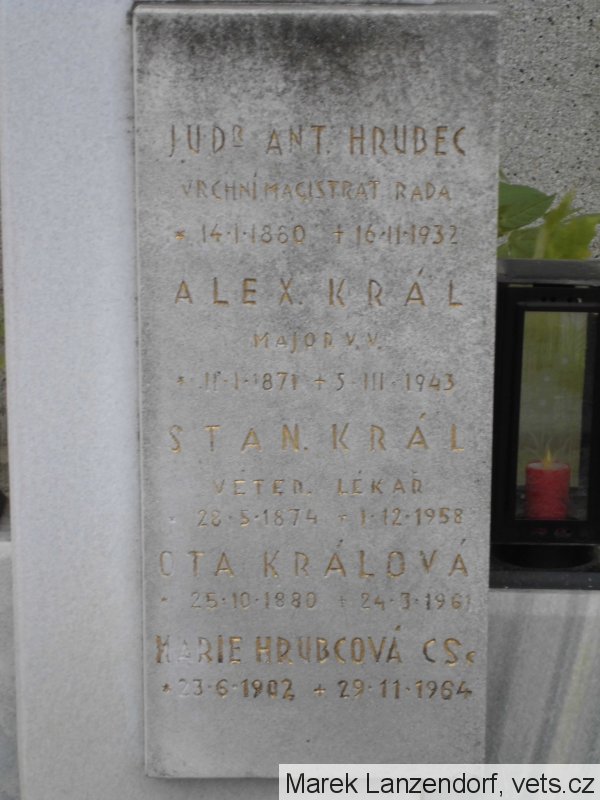 JUDR ANT. HRUBEC
VRCHNÍ MAGISTRÁT RADA
* 14·1·1880 + 16·11·1932
ALEX. KRÁL
MAJOR V.V.
* 11·1·1871 + 5·III·1943
STAN. KRÁL
VETER. LÉKAŘ
* 28·5·1874 + 1·12·1958
OTA KRÁLOVÁ
* 25·10·1880 + 24·3·1961
MARIE HRUBCOVÁ CSc
* 23·6·1902 + 29·11·1964
Marek Lanzendorf, vets.cz